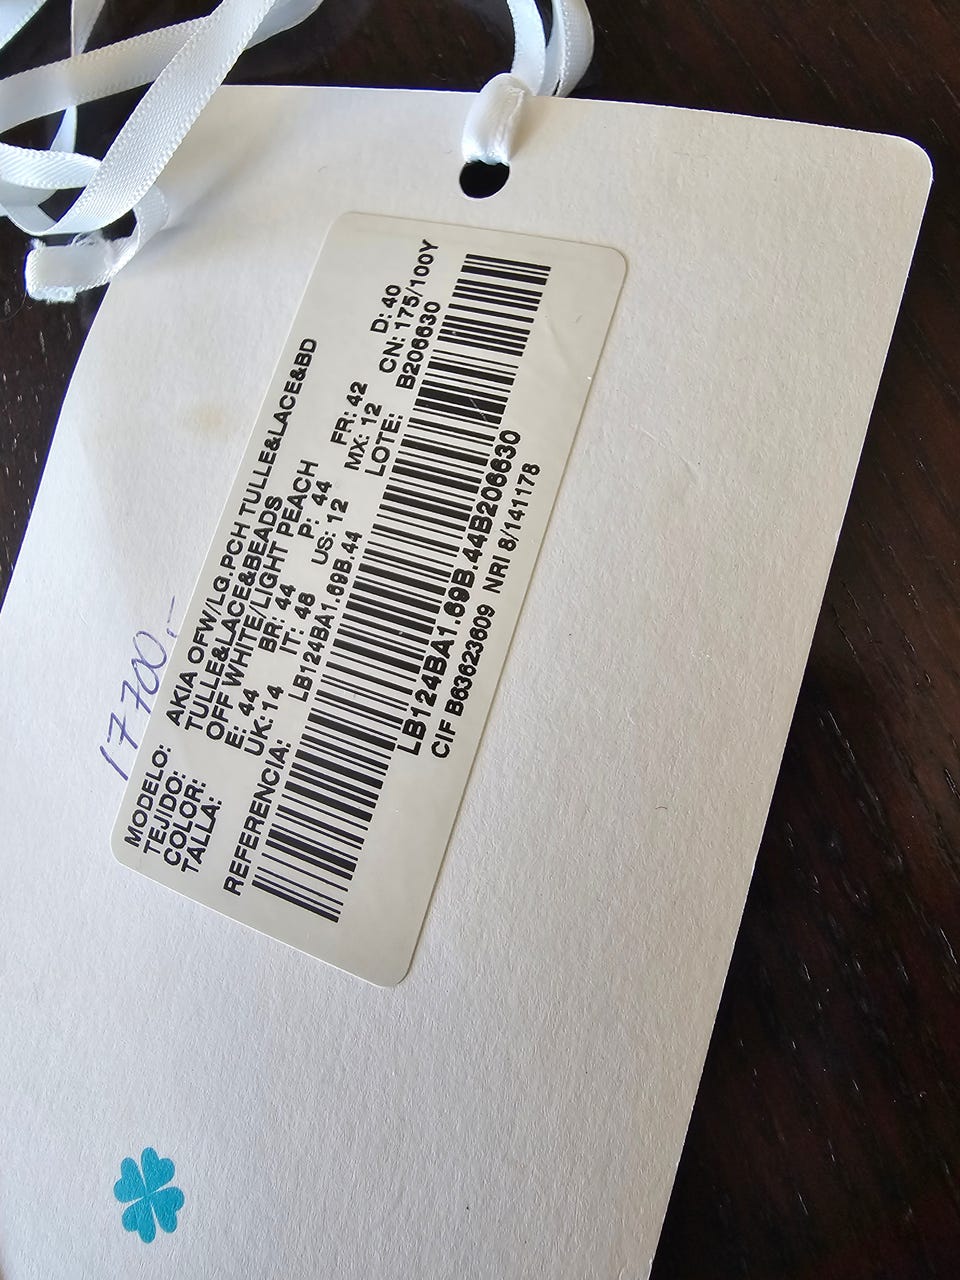 17700,-
MODELO: AKIA OFW/LG.PCH TULLE&LACE&BD
TEJIDO: TULLE&LACE&BEADS
COLOR: OFF WHITE/LIGHT PEACH
TALLA: E: 44 BR: 44 P: 44 FR: 42 D: 40
UK:14 IT: 48 US: 12 MX: 12 CN: 175/100Y
REFERENCIA: LB124BA1.69B.44 LOTE: B206630
LB124BA1.69B.44B206630
CIF B63623609 NRI 8/141178